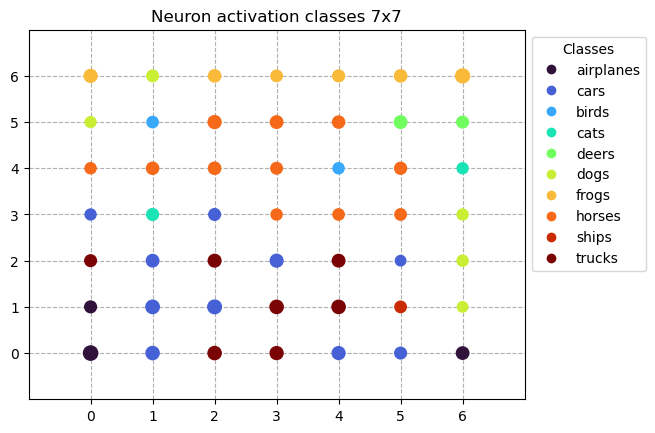 Neuron activation classes 7x7
6
5
4
3
2
1
0
0 1 2 3 4 5 6
Classes
airplanes
cars
birds
cats
deers
dogs
frogs
horses
ships
trucks